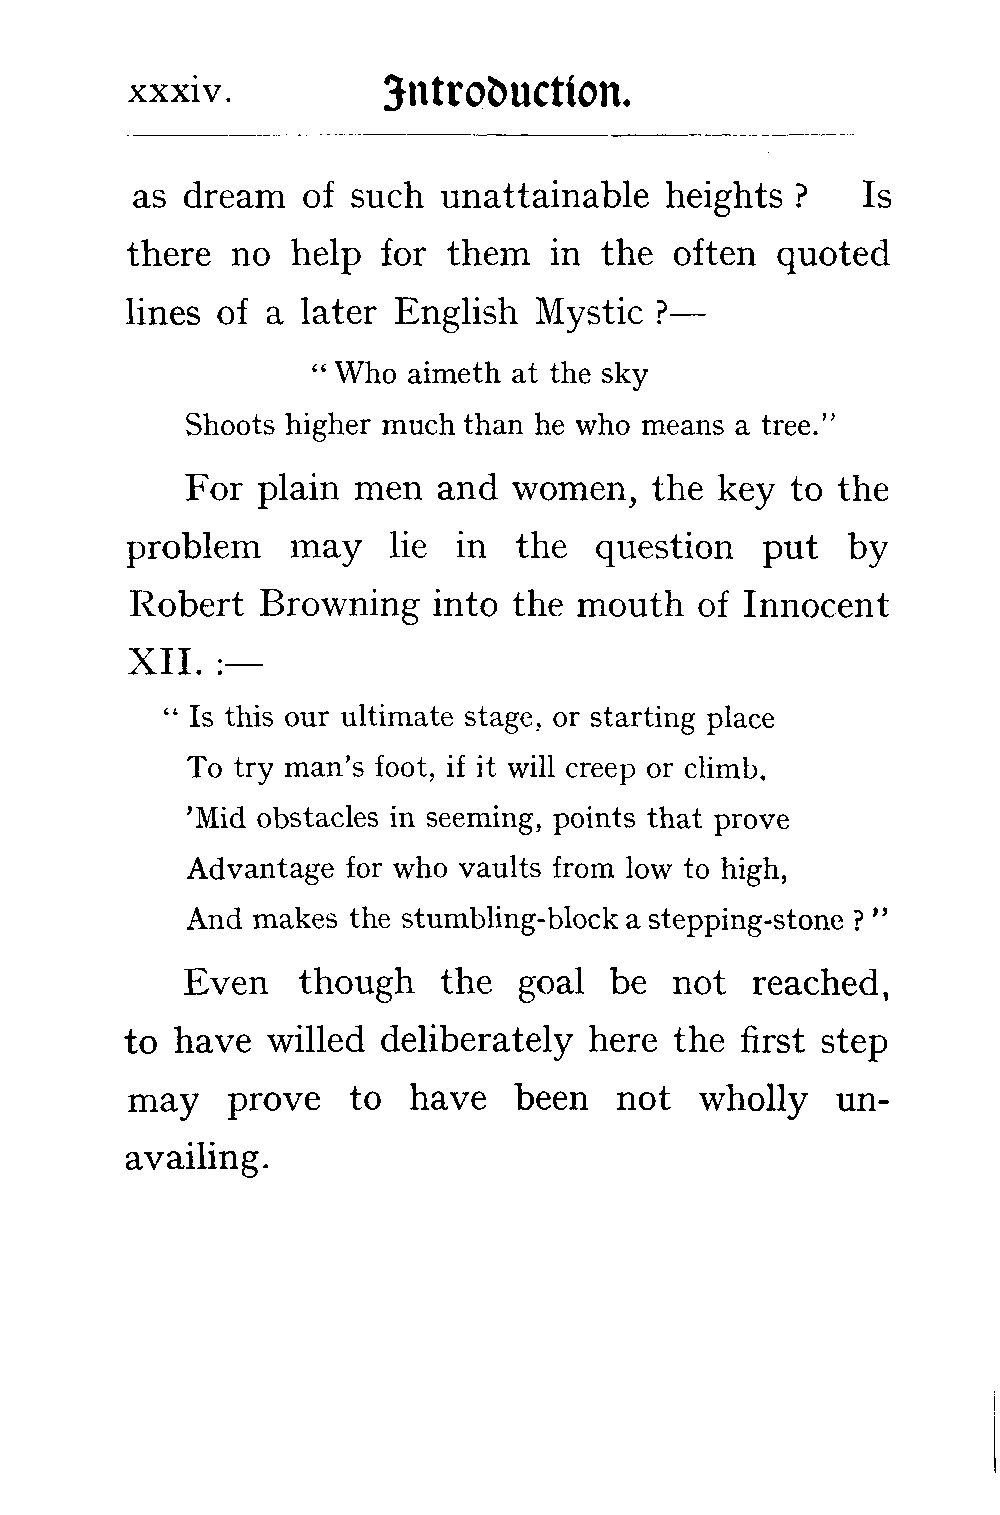 xxxiv. Introduction.
as dream of such unattainable heights ? Is
there no help for them in the often quoted
lines of a later English Mystic ?—
“ Who aimeth at the sky
Shoots higher much than he who means a tree.”
For plain men and women, the key to the
problem may lie in the question put by
Robert Browning into the mouth of Innocent
XII. :—
“ Is this our ultimate stage, or starting place
To try man’s foot, if it will creep or climb.
’Mid obstacles in seeming, points that prove
Advantage for who vaults from low to high,
And makes the stumbling-block a stepping-stone ? ”
Even though the goal be not reached,
to have willed deliberately here the first step
may prove to have been not wholly un-
availing.